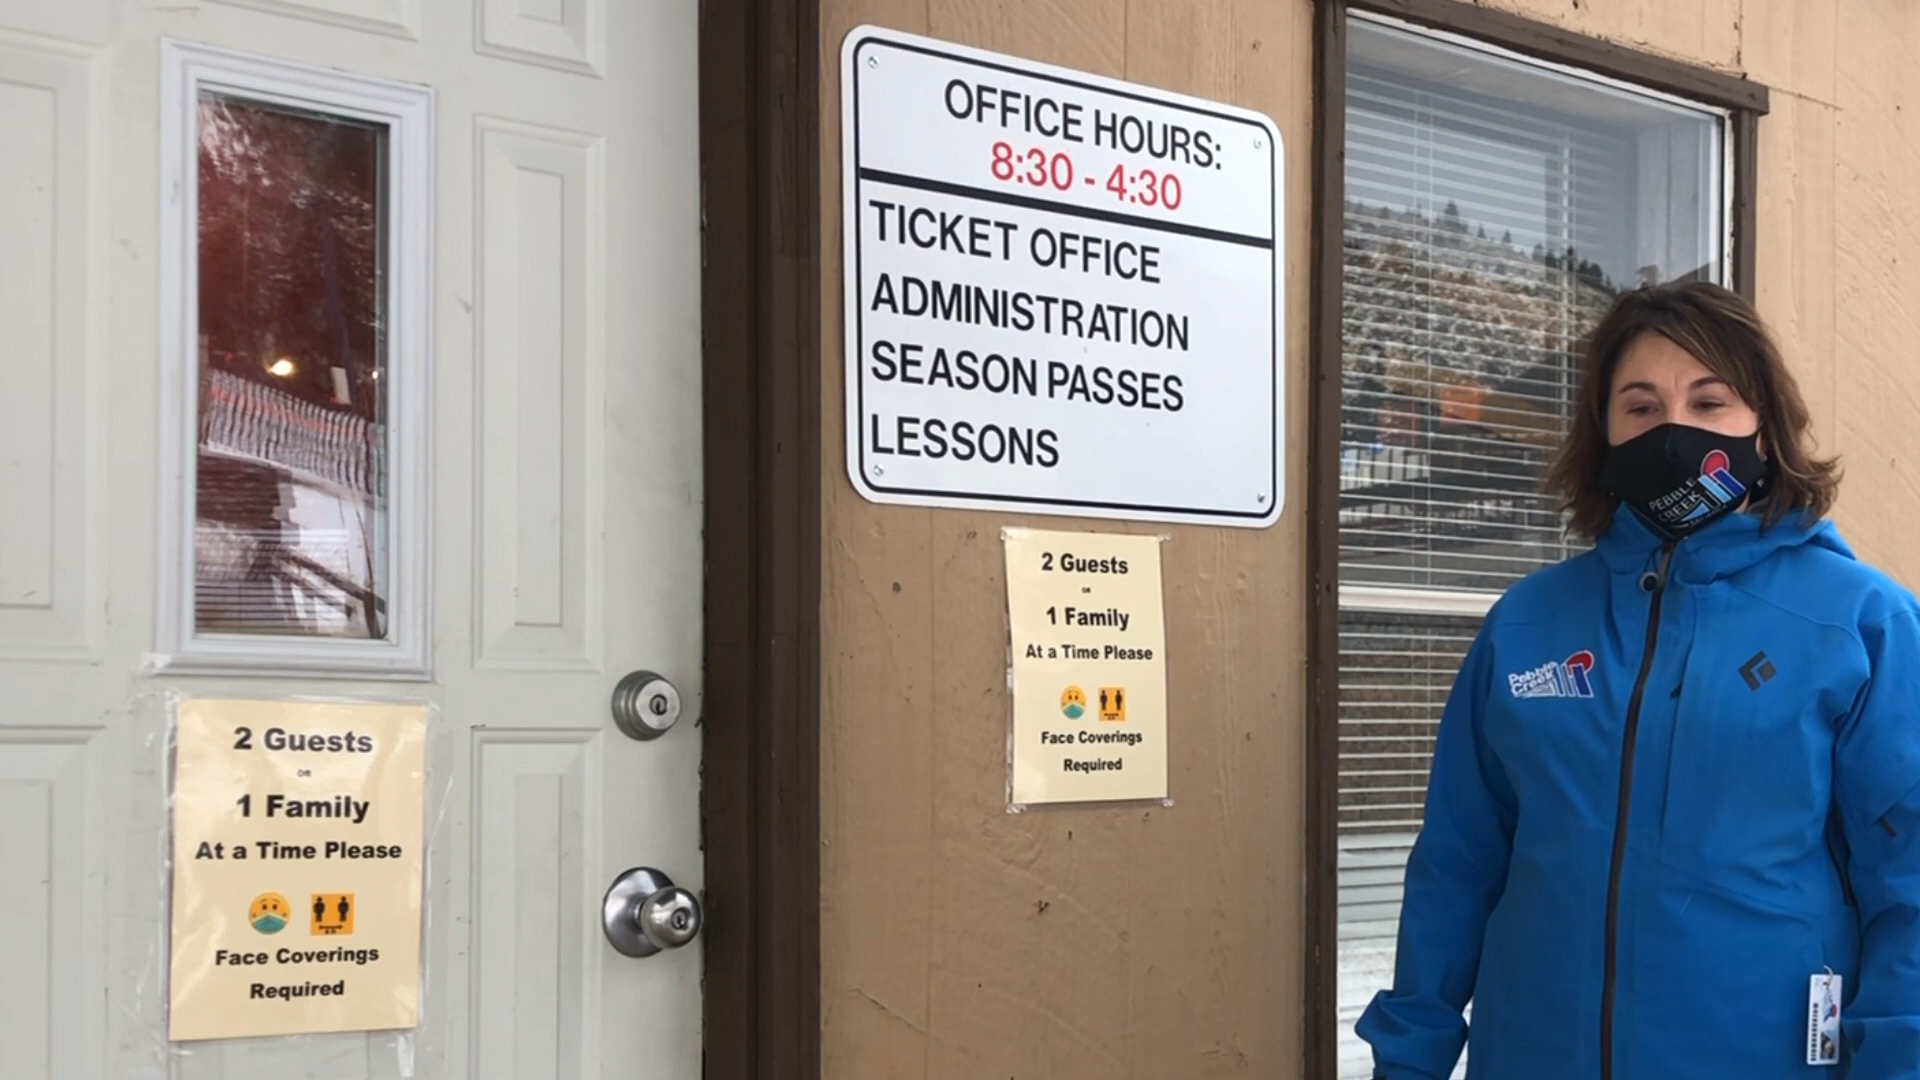 OFFICE HOURS:
8:30 - 4:30
TICKET OFFICE
ADMINISTRATION
SEASON PASSES
LESSONS
2 Guests
OR
1 Family
At a Time Please
Face Coverings
Required
2 Guests
OR
1 Family
At a Time Please
Face Coverings
Required
PEBBLE
CREEK
Pebble
Creek